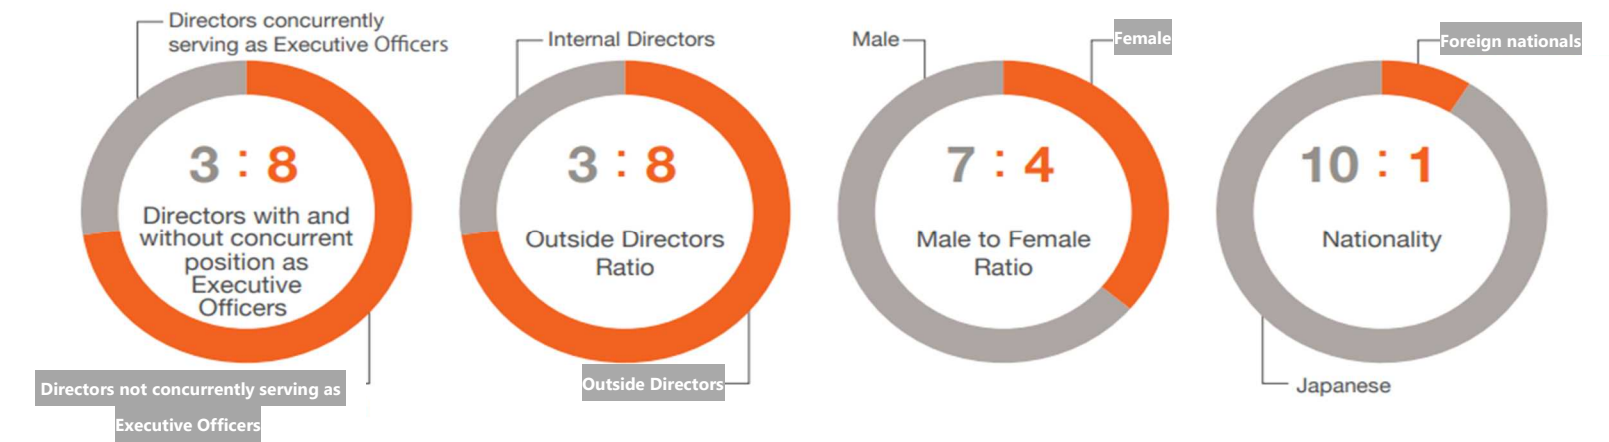 Directors concurrently
serving as Executive Officers
3 : 8
Directors with and
without concurrent
position as
Executive
Officers
Directors not concurrently serving as
Executive Officers
Internal Directors
3 : 8
Outside Directors
Ratio
Outside Directors
Male
Female
7 : 4
Male to Female
Ratio
Foreign nationals
10 : 1
Nationality
Japanese